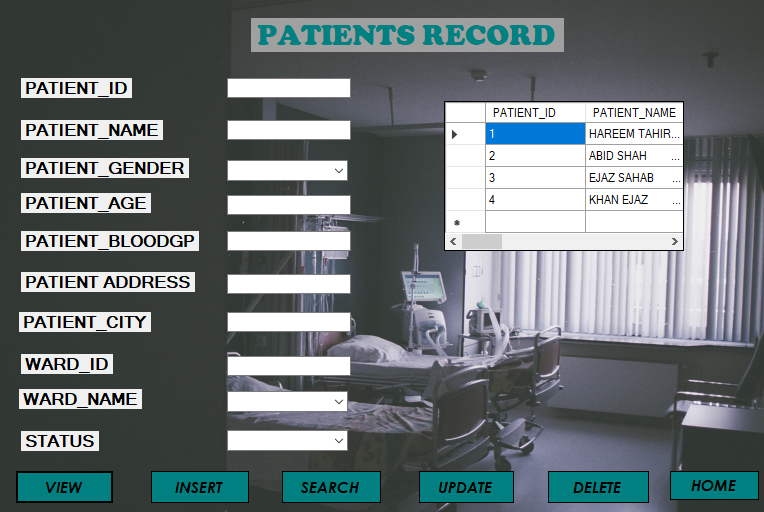 PATIENTS RECORD
PATIENT_ID
PATIENT_NAME
PATIENT_GENDER
PATIENT_AGE
PATIENT_BLOODGP
PATIENT ADDRESS
PATIENT_CITY
WARD_ID
WARD_NAME
STATUS
PATIENT_ID PATIENT_NAME
1 HAREEM TAHIR...
2 ABID SHAH ...
3 EJAZ SAHAB ...
4 KHAN EJAZ ...
VIEW INSERT SEARCH UPDATE DELETE HOME